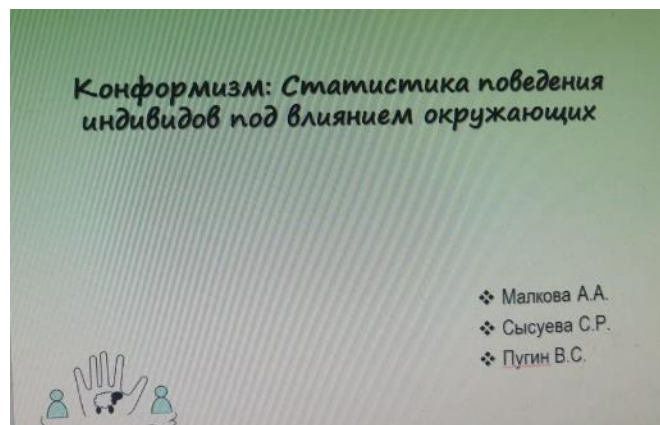 Конформизм: Статистика поведения
индивидов под влиянием окружающих
❖ Малкова А.А.
❖ Сысуева С.Р.
❖ Пугин В.С.